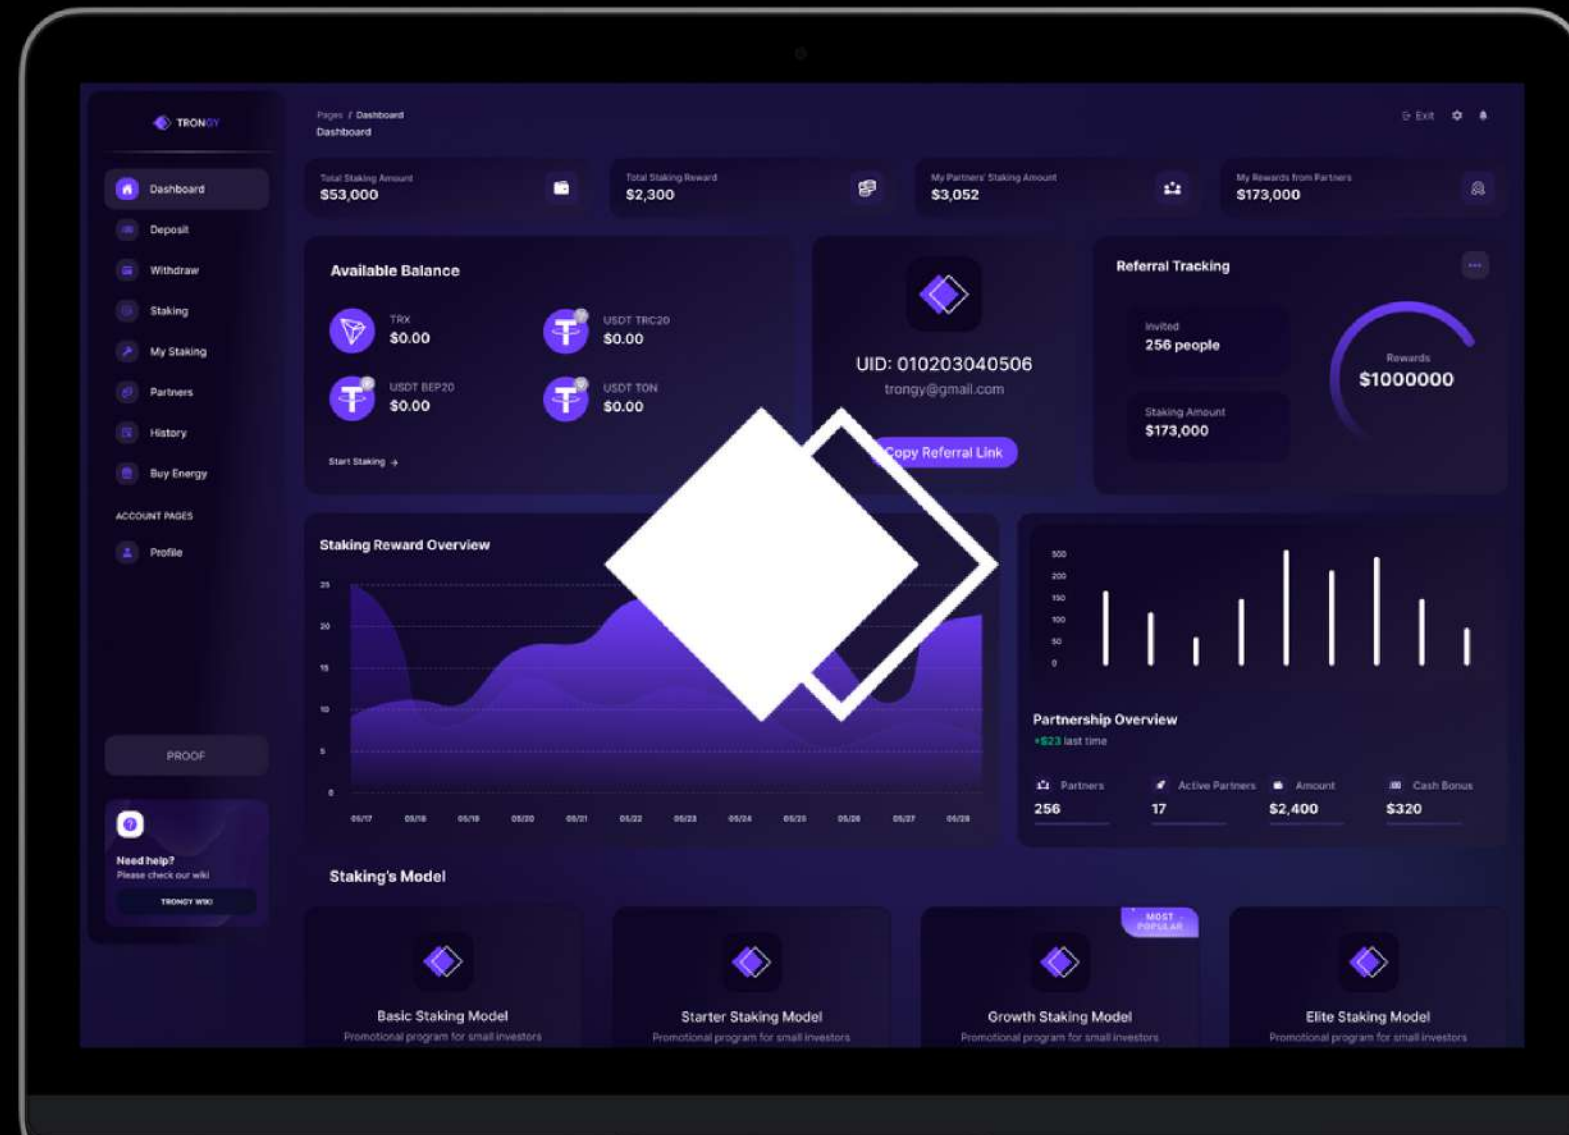 TRONGY
Dashboard
Deposit
Withdraw
Staking
My Staking
Partners
History
Buy Energy
ACCOUNT PAGES
Profile
PROOF
Need help?
Please check our wiki
TRONGY WIKI
Pages / Dashboard
Dashboard
Exit
Total Staking Amount
$53,000
Total Staking Reward
$2,300
My Partners' Staking Amount
$3,052
My Rewards from Partners
$173,000
Available Balance
TRX
$0.00
USDT TRC20
$0.00
USDT BEP20
$0.00
USDT TON
$0.00
Start Staking →
UID: 010203040506
trongy@gmail.com
Copy Referral Link
Referral Tracking
Invited
256 people
Staking Amount
$173,000
Rewards
$1000000
Staking Reward Overview
25
20
15
10
5
0
05/17 05/18 05/19 05/20 05/21 05/22 05/23 05/24 05/25 05/26 05/27 05/28
500
200
150
100
50
0
Partnership Overview
+$23 last time
Partners
256
Active Partners
17
Amount
$2,400
Cash Bonus
$320
Staking's Model
Basic Staking Model
Promotional program for small investors
Starter Staking Model
Promotional program for small investors
MOST
POPULAR
Growth Staking Model
Promotional program for small investors
Elite Staking Model
Promotional program for small investors